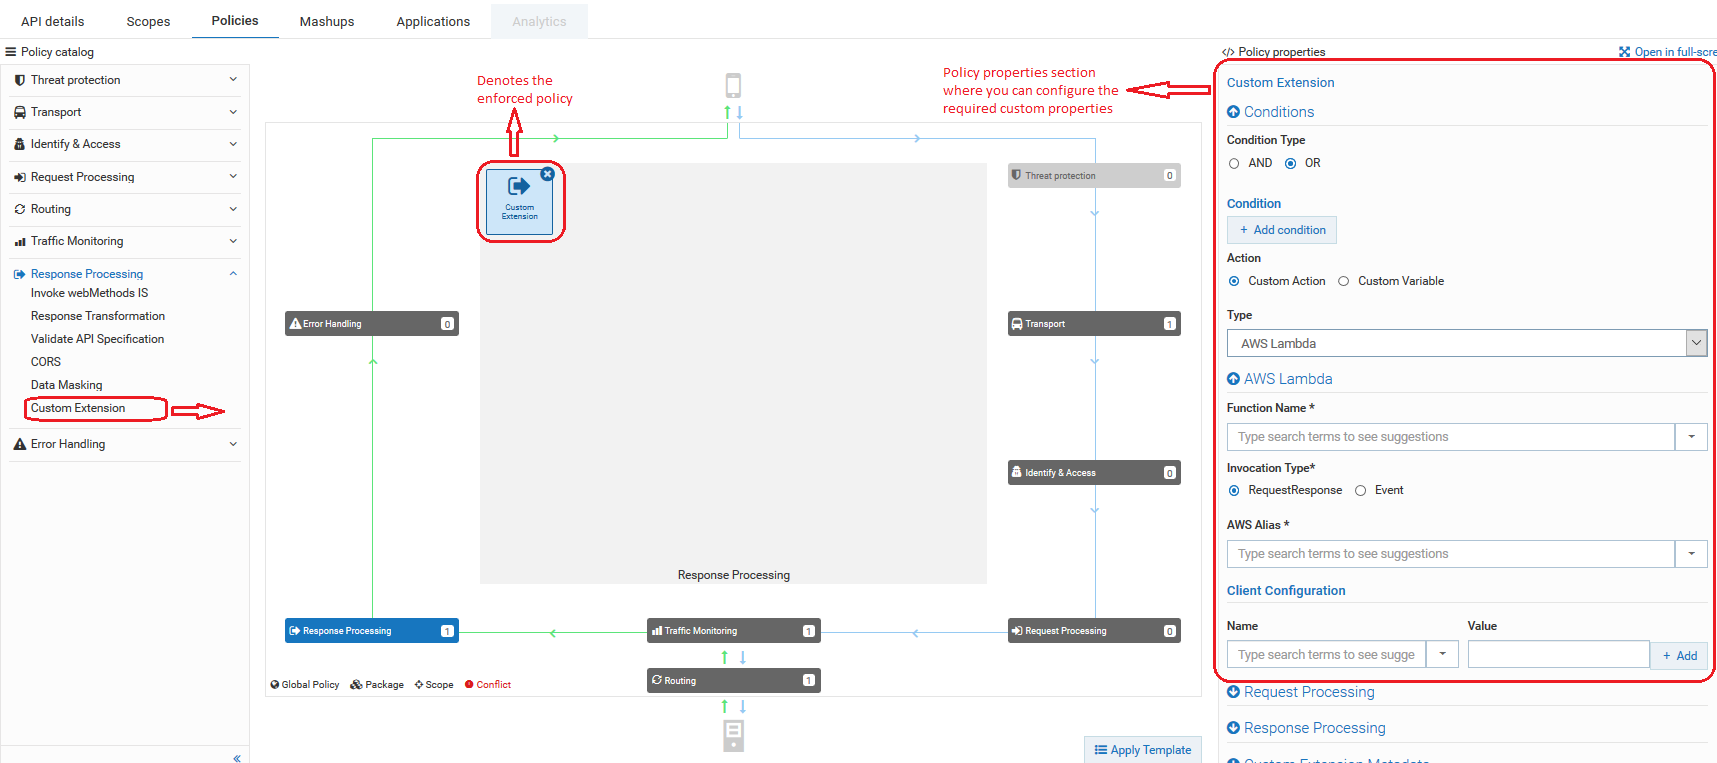 API details
Scopes
Policies
Mashups
Applications
Analytics
Policy catalog
Threat protection
Transport
Identify & Access
Request Processing
Routing
Traffic Monitoring
Response Processing
Invoke webMethods IS
Response Transformation
Validate API Specification
CORS
Data Masking
Custom Extension
Error Handling
«
Denotes the
enforced policy
Policy properties section
where you can configure the
required custom properties
Custom
Extension
Threat protection 0
Error Handling 0
Transport 1
Identify & Access 0
Response Processing
Response Processing 1
Traffic Monitoring 1
Request Processing 0
Routing 1
Global Policy
Package
Scope
Conflict
Apply Template
</> Policy properties
Open in full-scre
Custom Extension
Conditions
Condition Type
AND
OR
Condition
+ Add condition
Action
Custom Action
Custom Variable
Type
AWS Lambda
AWS Lambda
Function Name *
Type search terms to see suggestions
Invocation Type*
RequestResponse
Event
AWS Alias *
Type search terms to see suggestions
Client Configuration
Name
Value
Type search terms to see sugge
+ Add
Request Processing
Response Processing
Custom Extension Metadata